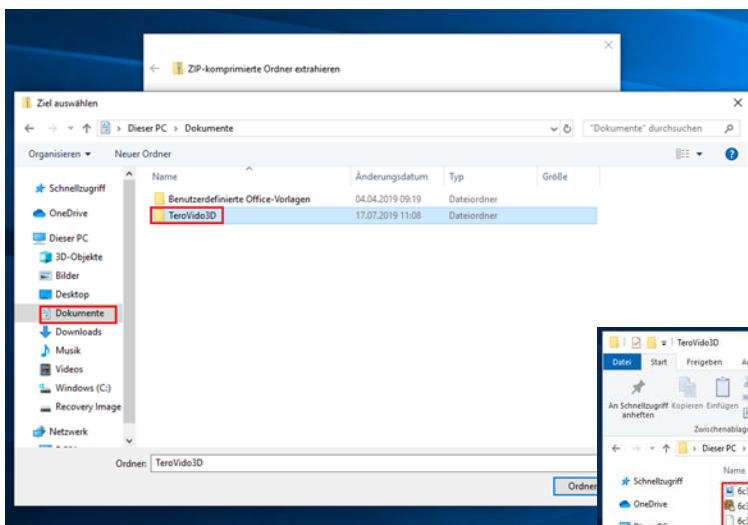 ZIP-komprimierte Ordner extrahieren
Ziel auswählen
Dieser PC > Dokumente
"Dokumente" durchsuchen
Organisieren Neuer Ordner
Name Änderungsdatum Typ Größe
Benutzerdefinierte Office-Vorlagen 04.04.2019 09:19 Dateiordner
TeroVido3D 17.07.2019 11:08 Dateiordner
Schnellzugriff
OneDrive
Dieser PC
3D-Objekte
Bilder
Desktop
Dokumente
Downloads
Musik
Videos
Windows (C:)
Recovery Image
Netzwerk
Ordner: TeroVido3D
Ordner
TeroVido3D
Datei Start Freigeben
An Schnellzugriff anheften
Kopieren Einfügen
Zwischenablage
Dieser PC >
Name
Schnellzugriff
OneDrive